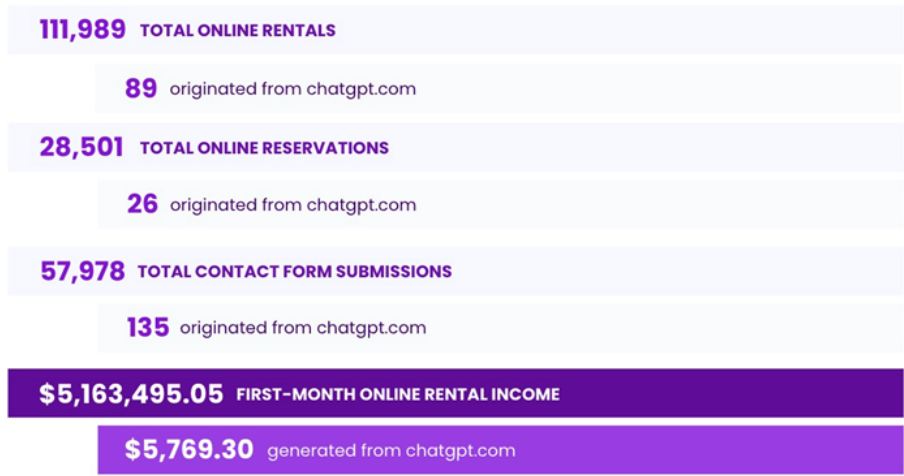 111,989 TOTAL ONLINE RENTALS
89 originated from chatgpt.com
28,501 TOTAL ONLINE RESERVATIONS
26 originated from chatgpt.com
57,978 TOTAL CONTACT FORM SUBMISSIONS
135 originated from chatgpt.com
$5,163,495.05 FIRST-MONTH ONLINE RENTAL INCOME
$5,769.30 generated from chatgpt.com